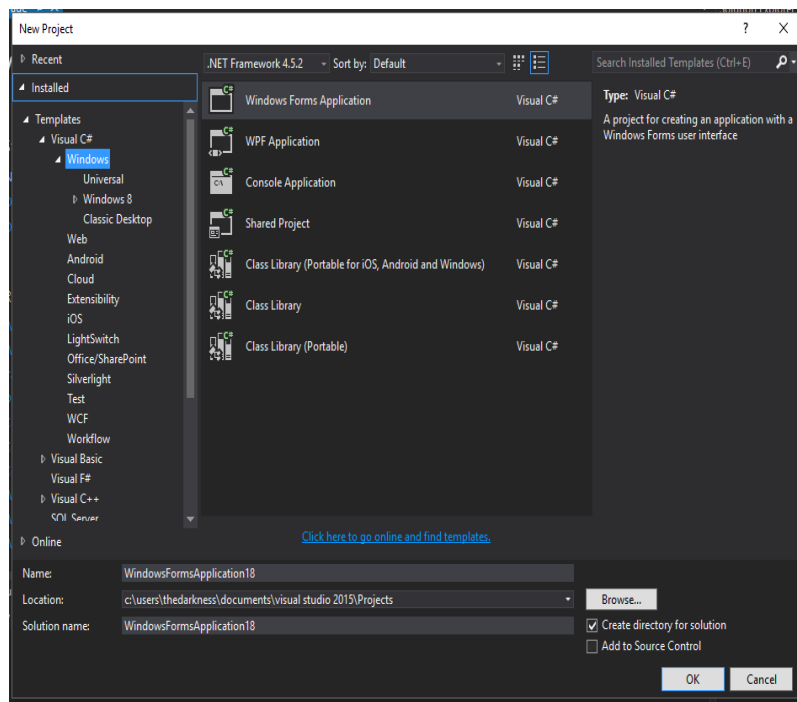 New Project
? X
Recent
.NET Framework 4.5.2 Sort by: Default
Search Installed Templates (Ctrl+E)
Installed
Templates
Visual C#
Windows
Universal
Windows 8
Classic Desktop
Web
Android
Cloud
Extensibility
iOS
LightSwitch
Office/SharePoint
Silverlight
Test
WCF
Workflow
Visual Basic
Visual F#
Visual C++
SQL Server
Online
Windows Forms Application Visual C#
WPF Application Visual C#
Console Application Visual C#
Shared Project Visual C#
Class Library (Portable for iOS, Android and Windows) Visual C#
Class Library Visual C#
Class Library (Portable) Visual C#
Click here to go online and find templates.
Type: Visual C#
A project for creating an application with a
Windows Forms user interface
Name: WindowsFormsApplication18
Location: c:\users\thedarkness\documents\visual studio 2015\Projects
Browse...
Solution name: WindowsFormsApplication18
Create directory for solution
Add to Source Control
OK Cancel